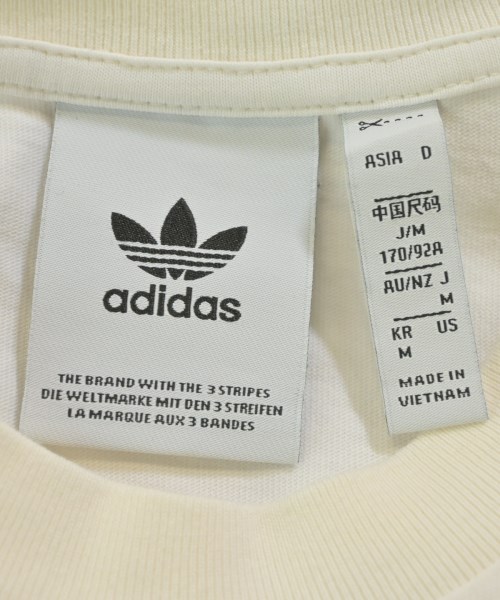 adidas
THE BRAND WITH THE 3 STRIPES
DIE WELTMARKE MIT DEN 3 STREIFEN
LA MARQUE AUX 3 BANDES
ASIA D
中国尺码
J/M
170/92A
AU/NZ J
M
KR US
M
MADE IN
VIETNAM